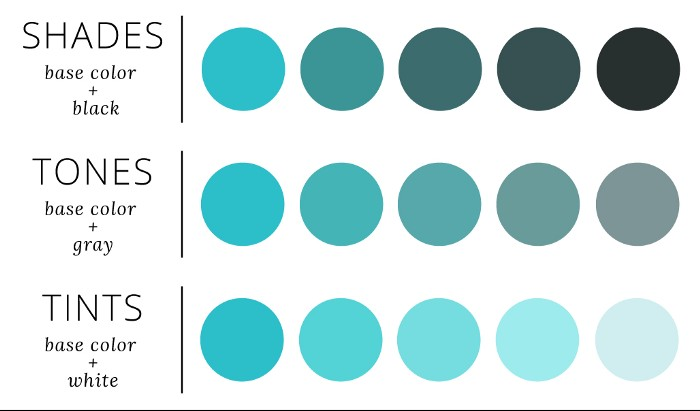 SHADES
base color
+
black
TONES
base color
+
gray
TINTS
base color
+
white